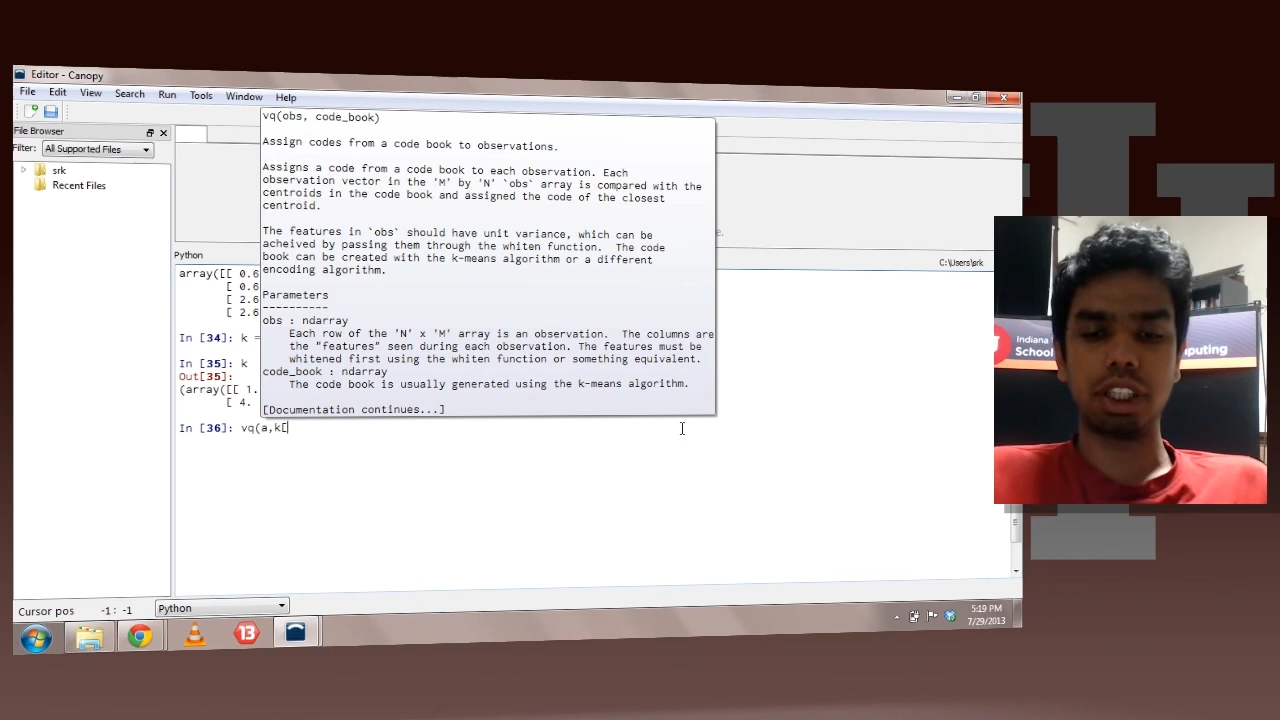 Editor - Canopy
File Edit View Search Run Tools Window Help
File Browser
Filter: All Supported Files
srk
Recent Files
vq(obs, code_book)
Assign codes from a code book to observations.
Assigns a code from a code book to each observation. Each
observation vector in the 'M' by 'N' `obs` array is compared with the
centroids in the code book and assigned the code of the closest
centroid.
The features in `obs` should have unit variance, which can be
acheived by passing them through the whiten function. The code
book can be created with the k-means algorithm or a different
encoding algorithm.
Parameters
----------
obs : ndarray
Each row of the 'N' x 'M' array is an observation. The columns are
the "features" seen during each observation. The features must be
whitened first using the whiten function or something equivalent.
code_book : ndarray
The code book is usually generated using the k-means algorithm.
[Documentation continues...]
e.
Python
C:\Users\srk
array([[ 0.6
[ 0.6
[ 2.6
[ 2.6
In [34]: k =
In [35]: k
Out[35]:
(array([[ 1.
[ 4.
In [36]: vq(a,k[
Cursor pos -1 : -1 Python
13
5:19 PM
7/29/2013
Indiana
School
puting